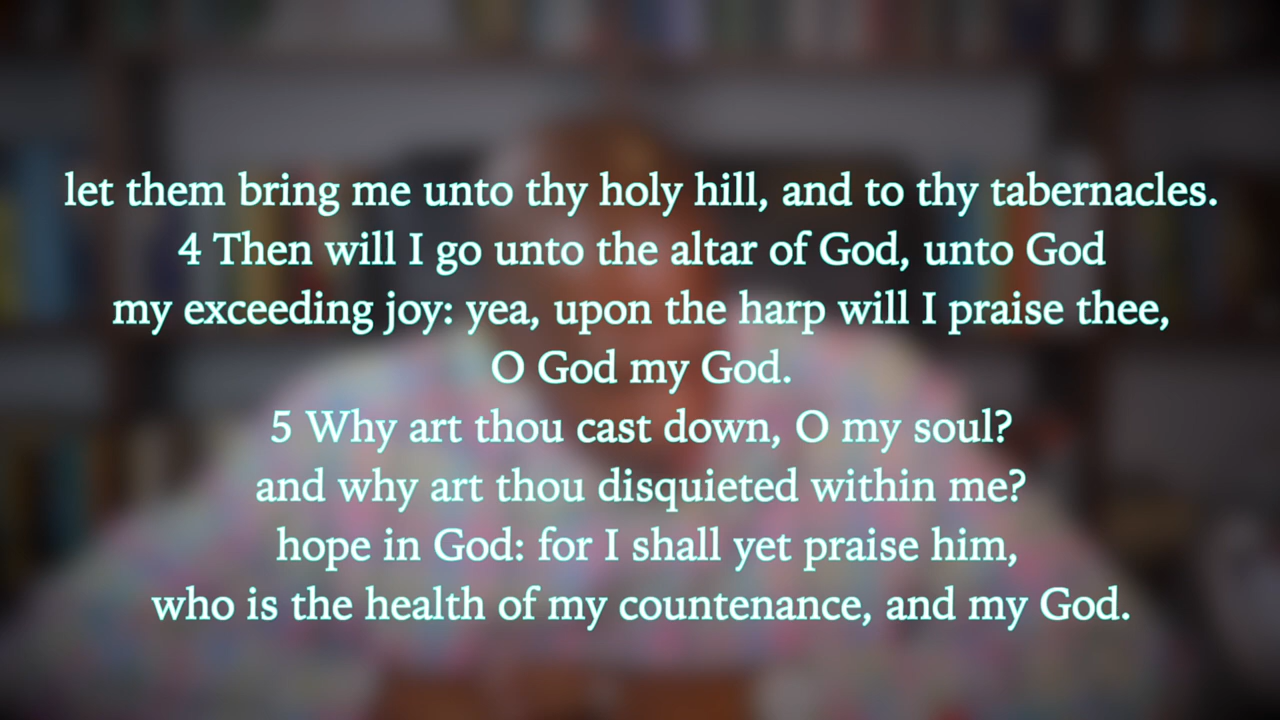 let them bring me unto thy holy hill, and to thy tabernacles.
4 Then will I go unto the altar of God, unto God
my exceeding joy: yea, upon the harp will I praise thee,
O God my God.
5 Why art thou cast down, O my soul?
and why art thou disquieted within me?
hope in God: for I shall yet praise him,
who is the health of my countenance, and my God.